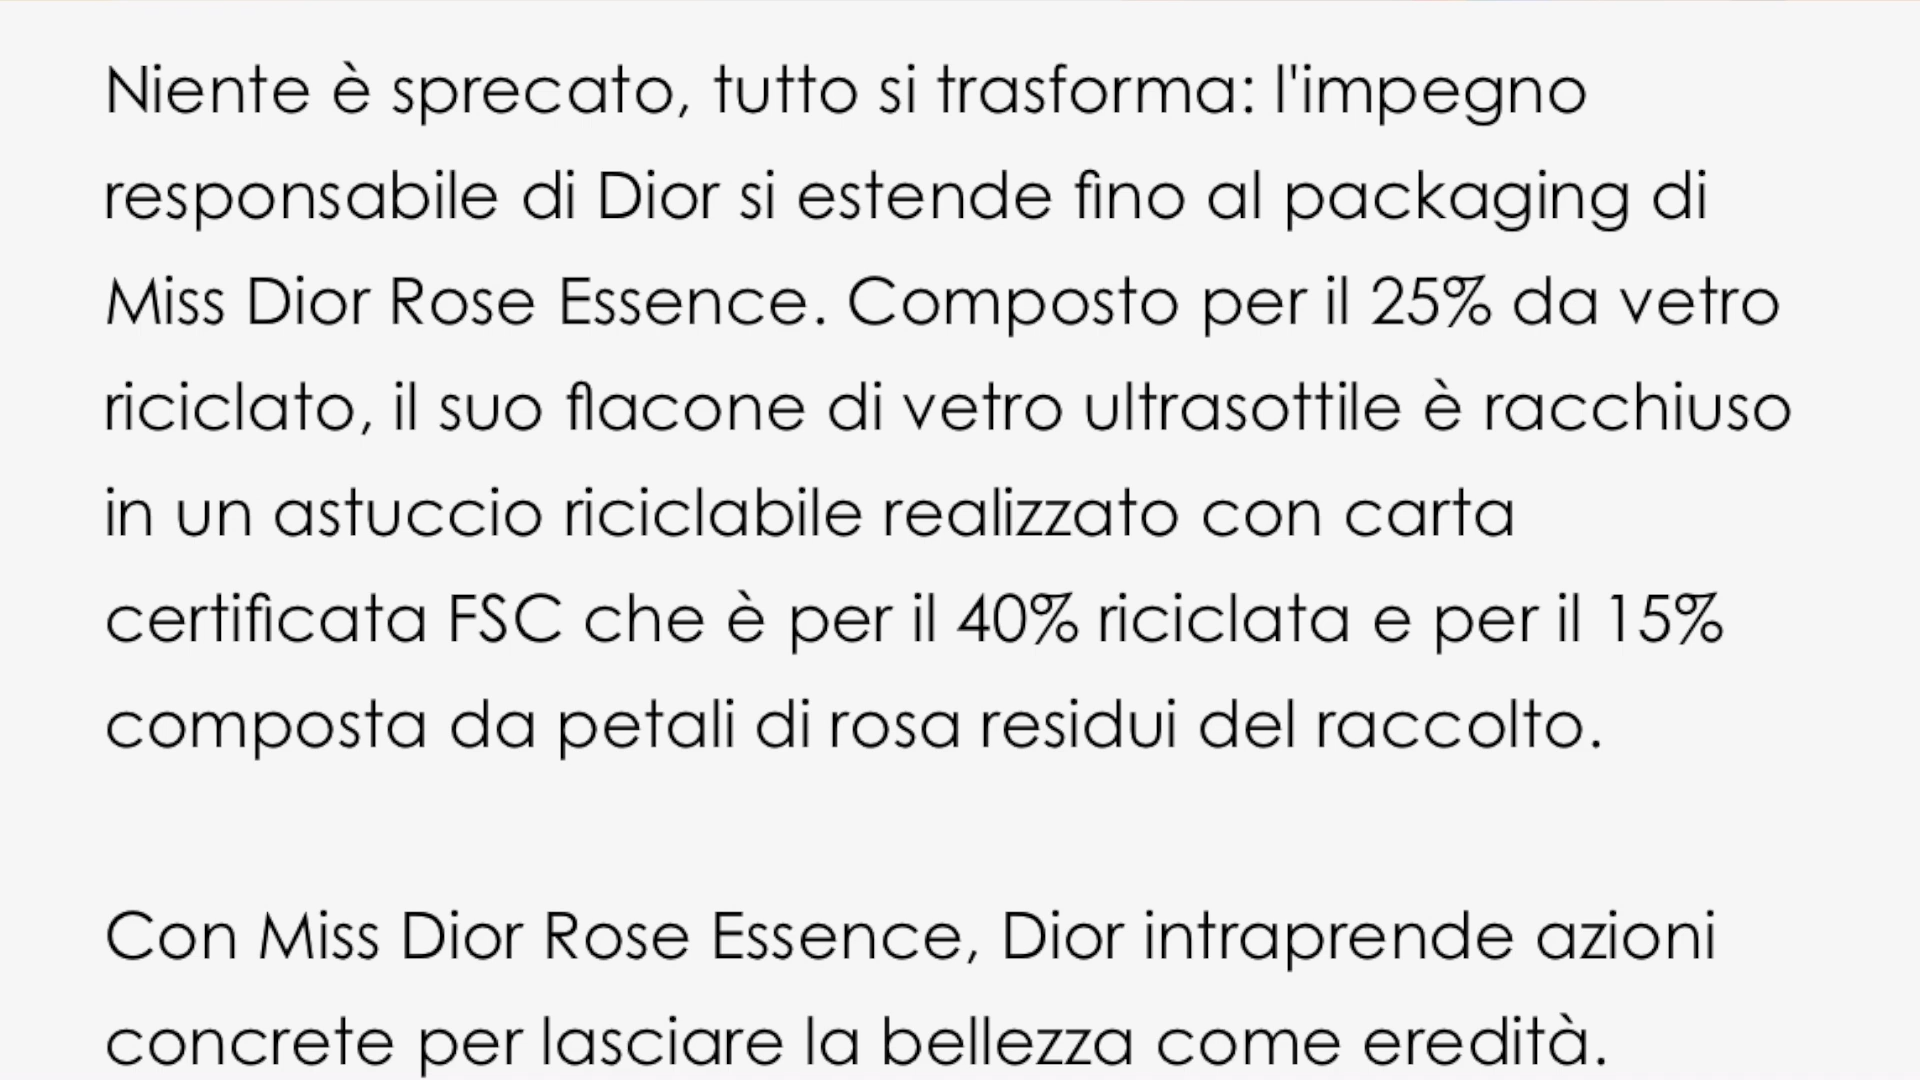 Niente è sprecato, tutto si trasforma: l'impegno
responsabile di Dior si estende fino al packaging di
Miss Dior Rose Essence. Composto per il 25% da vetro
riciclato, il suo flacone di vetro ultrasottile è racchiuso
in un astuccio riciclabile realizzato con carta
certificata FSC che è per il 40% riciclata e per il 15%
composta da petali di rosa residui del raccolto.
Con Miss Dior Rose Essence, Dior intraprende azioni
concrete per lasciare la bellezza come eredità.